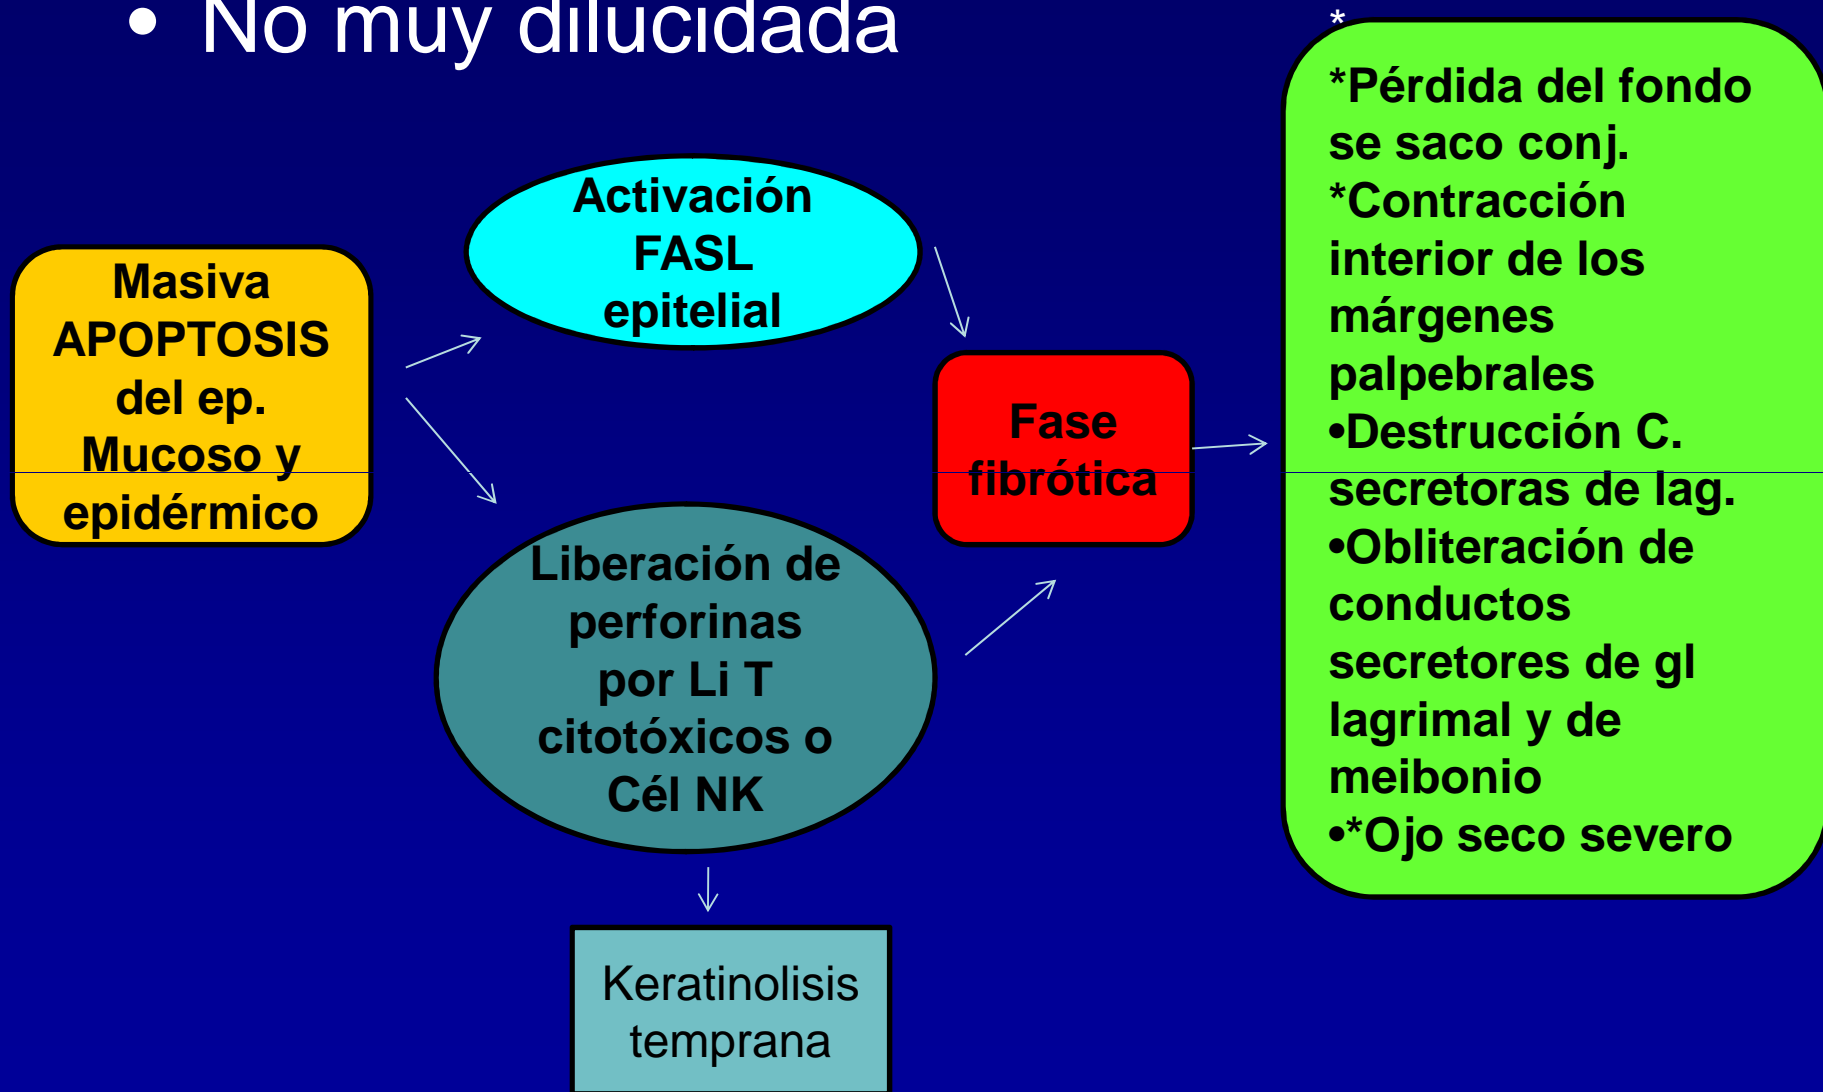 • No muy dilucidada
Masiva
APOPTOSIS
del ep.
Mucoso y
epidérmico
Activación
FASL
epitelial
Liberación de
perforinas
por Li T
citotóxicos o
Cél NK
Keratinolisis
temprana
Fase
fibrótica
*
*Pérdida del fondo
se saco conj.
*Contracción
interior de los
márgenes
palpebrales
•Destrucción C.
secretoras de lag.
•Obliteración de
conductos
secretores de gl
lagrimal y de
meibonio
•*Ojo seco severo